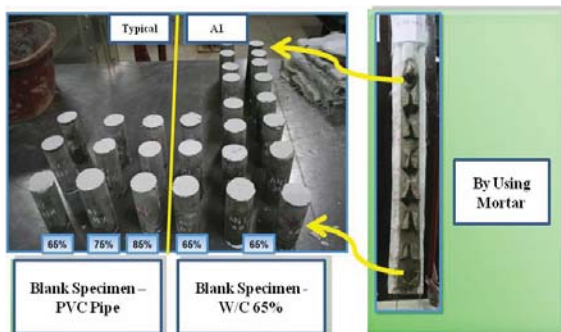 Typical
A1
65%
75%
85%
65%
65%
Blank Specimen –
PVC Pipe
Blank Specimen -
W/C 65%
By Using
Mortar